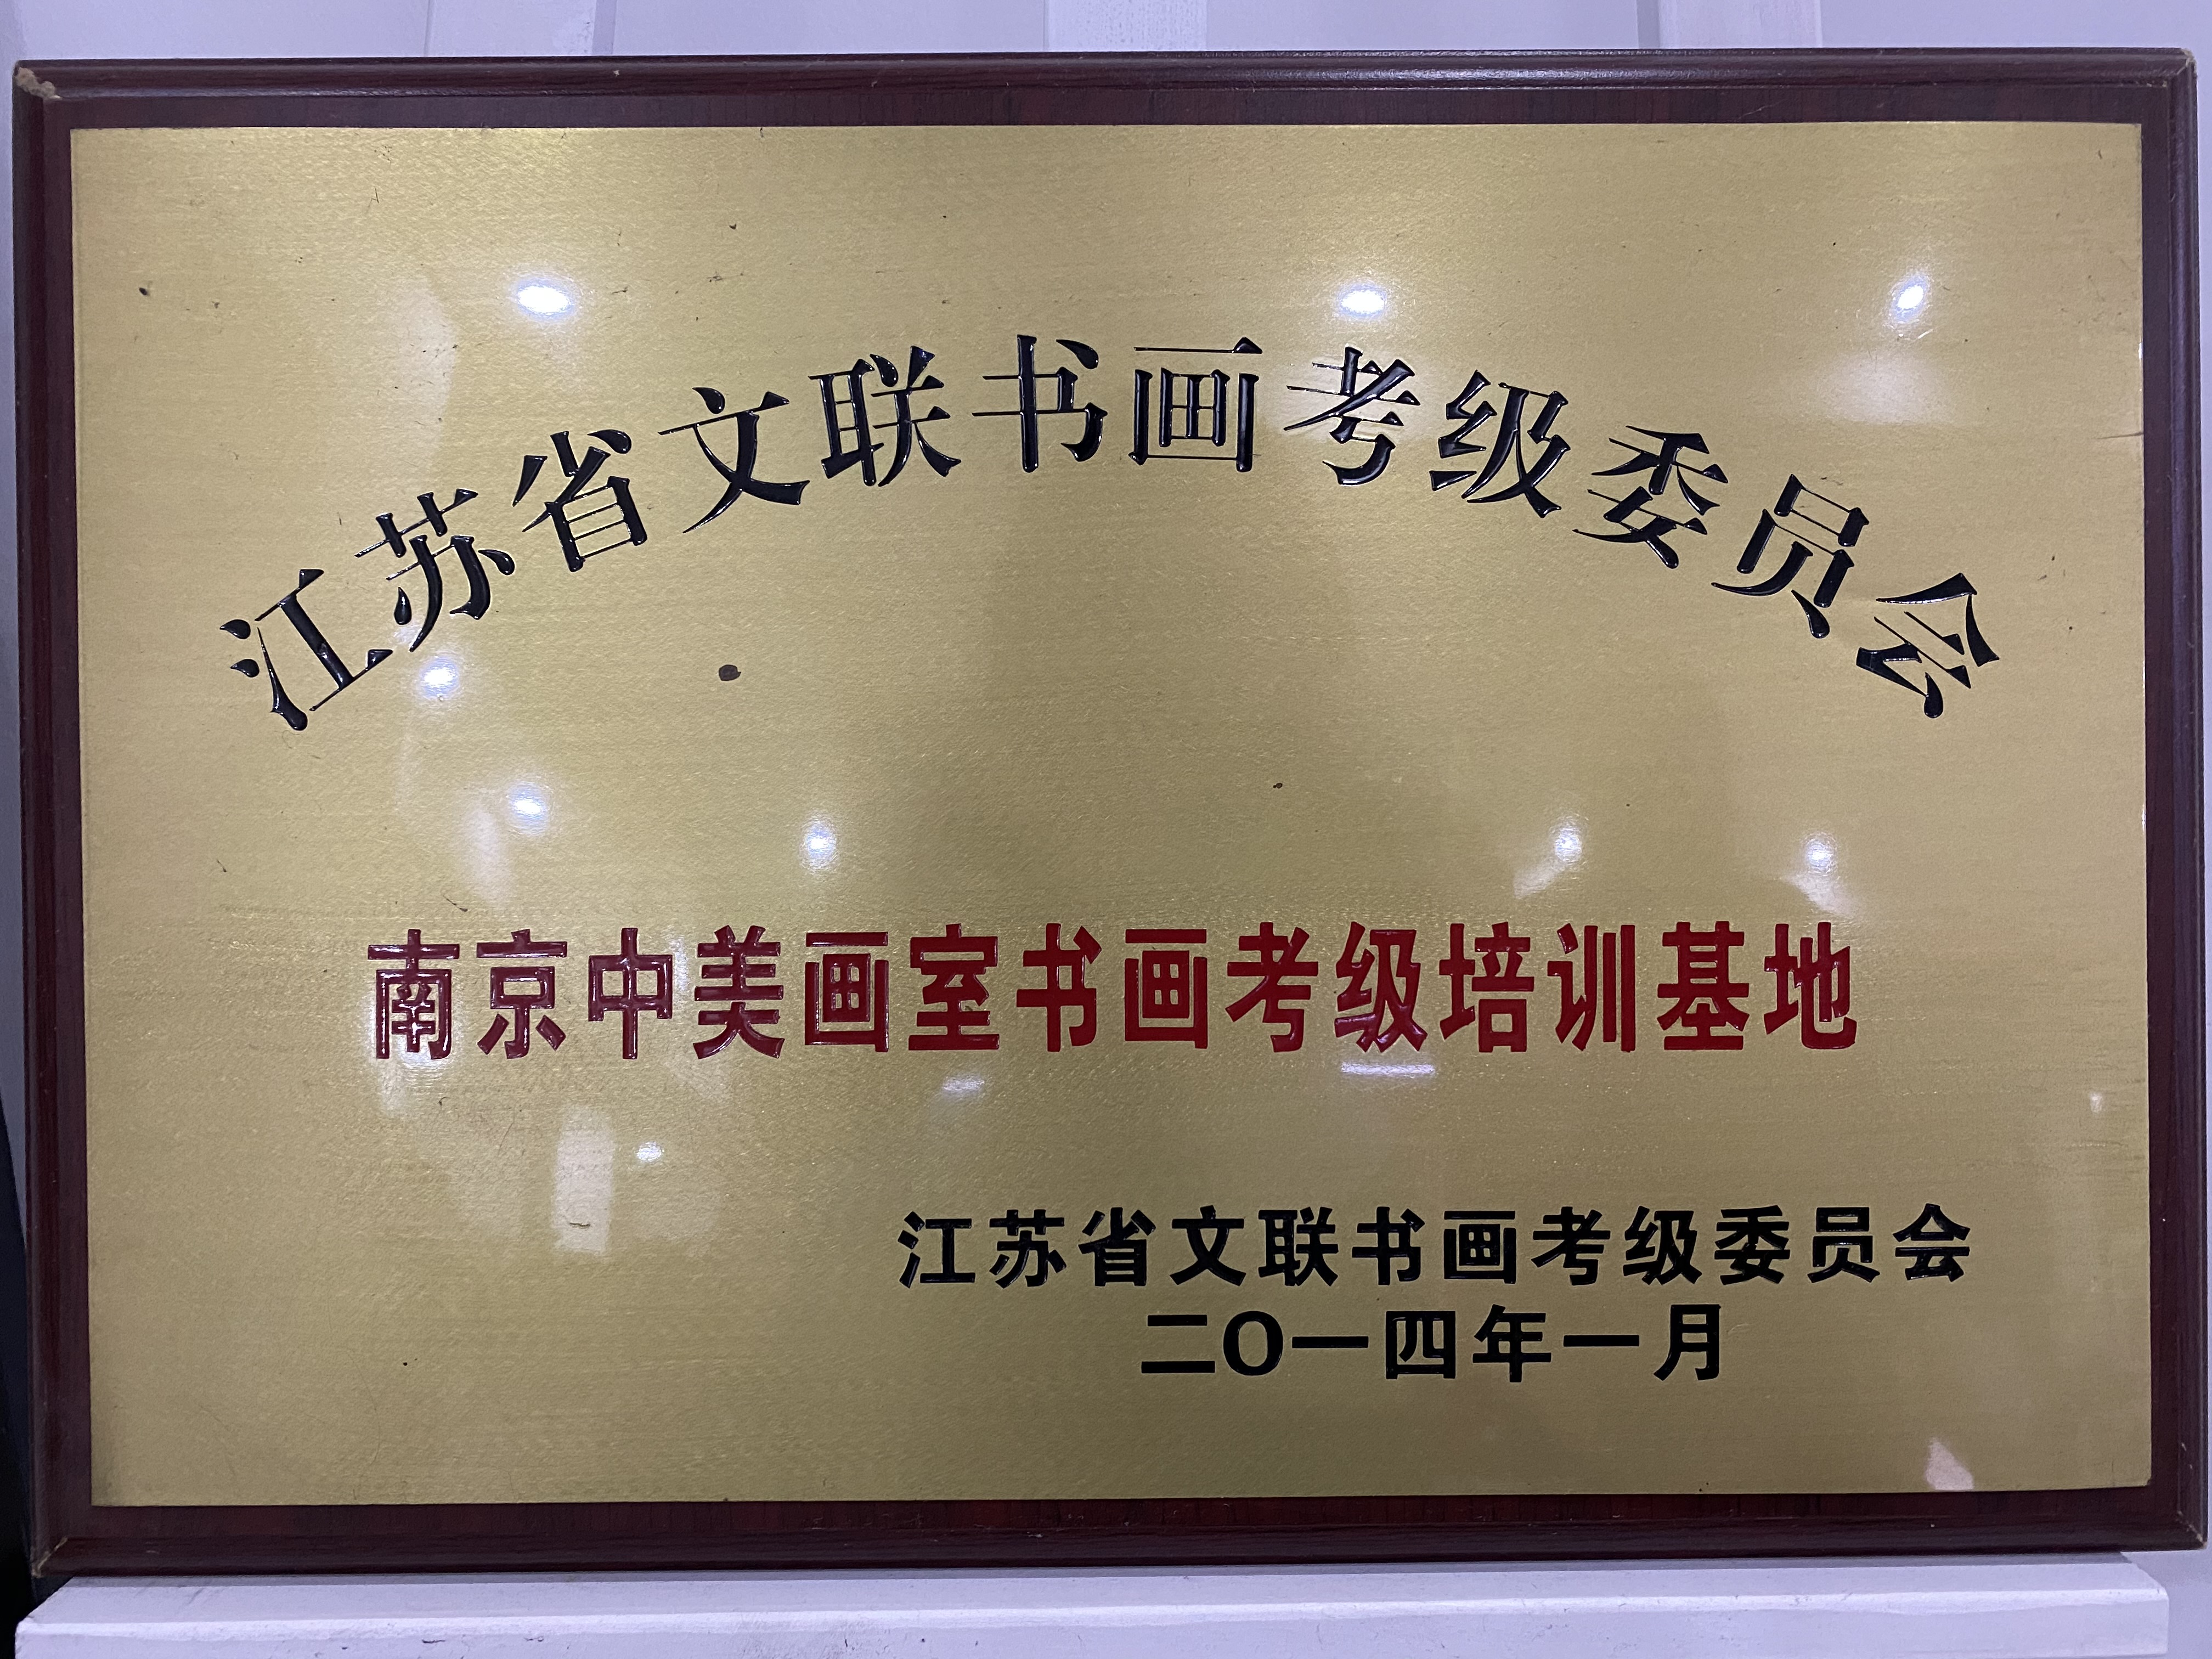 江苏省文联书画考级委员会
南京中美画室书画考级培训基地
江苏省文联书画考级委员会
二〇一四年一月